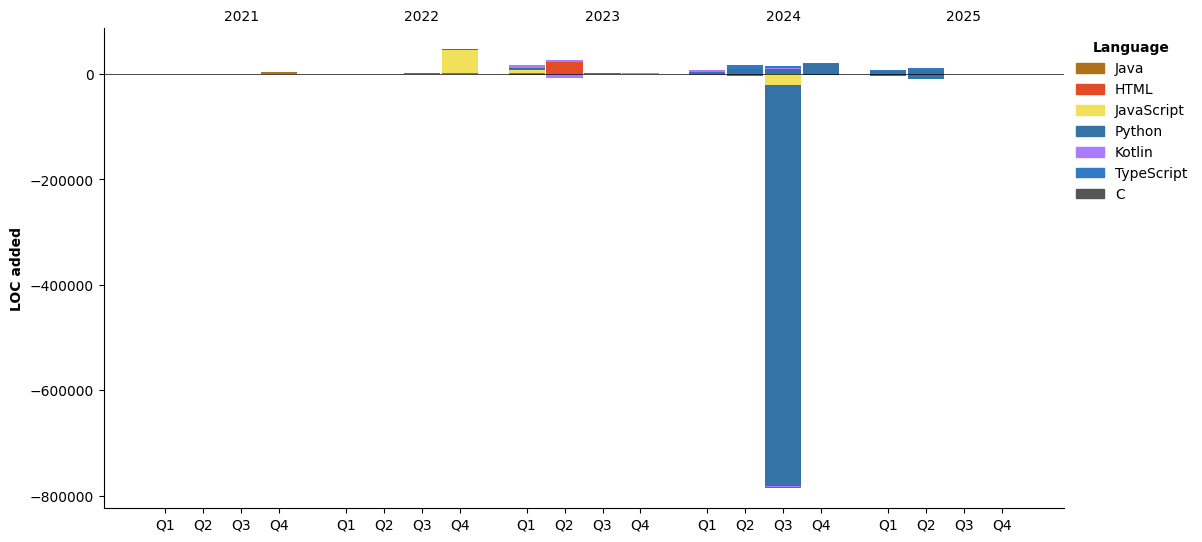 2021 2022 2023 2024 2025
Language
Java
HTML
JavaScript
Python
Kotlin
TypeScript
C
LOC added
0
−200000
−400000
−600000
−800000
Q1 Q2 Q3 Q4 Q1 Q2 Q3 Q4 Q1 Q2 Q3 Q4 Q1 Q2 Q3 Q4 Q1 Q2 Q3 Q4